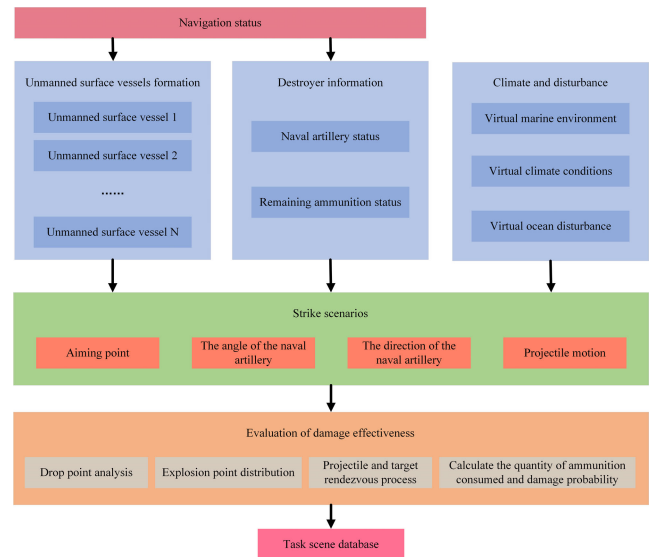 Navigation status
Unmanned surface vessels formation
Unmanned surface vessel 1
Unmanned surface vessel 2
......
Unmanned surface vessel N
Destroyer information
Naval artillery status
Remaining ammunition status
Climate and disturbance
Virtual marine environment
Virtual climate conditions
Virtual ocean disturbance
Strike scenarios
Aiming point
The angle of the naval
artillery
The direction of the
naval artillery
Projectile motion
Evaluation of damage effectiveness
Drop point analysis
Explosion point distribution
Projectile and target
rendezvous process
Calculate the quantity of ammunition
consumed and damage probability
Task scene database